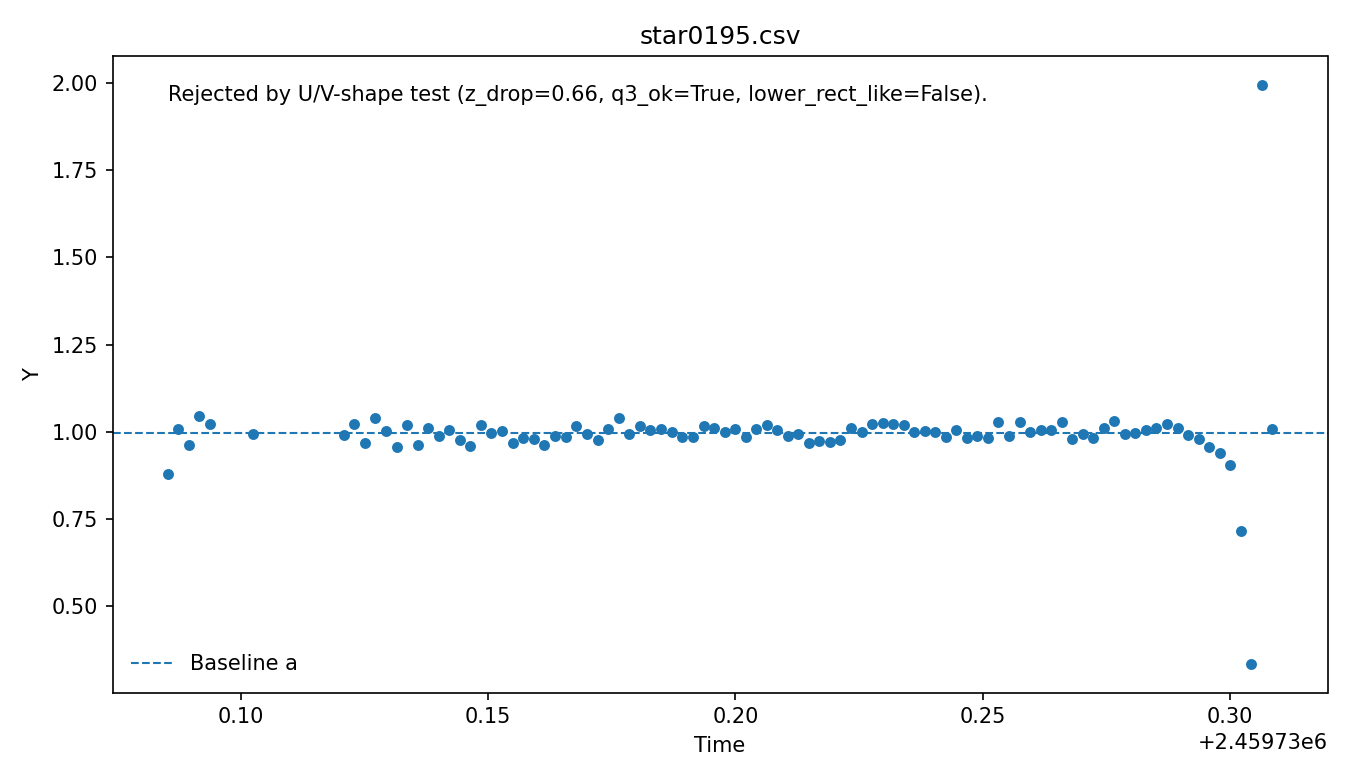 star0195.csv
Rejected by U/V-shape test (z_drop=0.66, q3_ok=True, lower_rect_like=False).
Y
2.00
1.75
1.50
1.25
1.00
0.75
0.50
Baseline a
0.10 0.15 0.20 0.25 0.30
Time
+2.45973e6